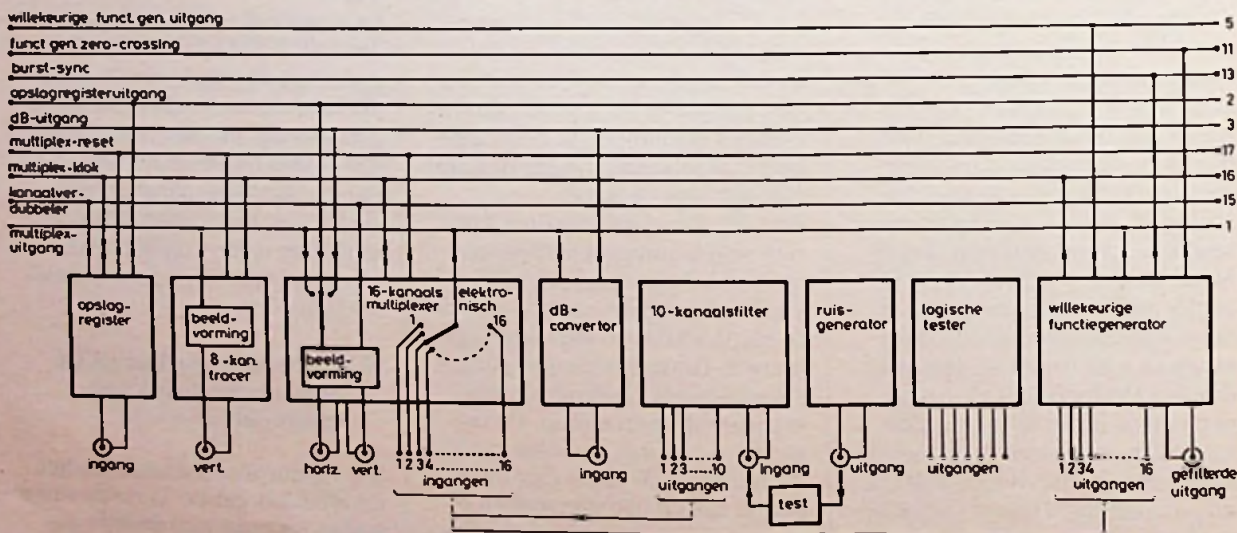 willekeurige funct. gen. uitgang
5
funct. gen. zero-crossing
11
burst-sync
13
opslagregisteruitgang
2
dB-uitgang
3
multiplex-reset
17
multiplex-klok
16
kanaalver-
dubbeler
15
multiplex-
uitgang
1
opslag-
register
ingang
beeld-
vorming
8-kan.
tracer
vert.
16-kanaals
multiplexer
elektro-
nisch
1
16
beeld-
vorming
horiz.
vert.
1 2 3 4 16
ingangen
dB-
convertor
ingang
10-kanaalsfilter
1 2 3 ..... 10
uitgangen
ingang
test
ruis-
generator
uitgang
logische
tester
uitgangen
willekeurige
functiegenerator
1 2 3 4 16
uitgangen
gefilterde
uitgang